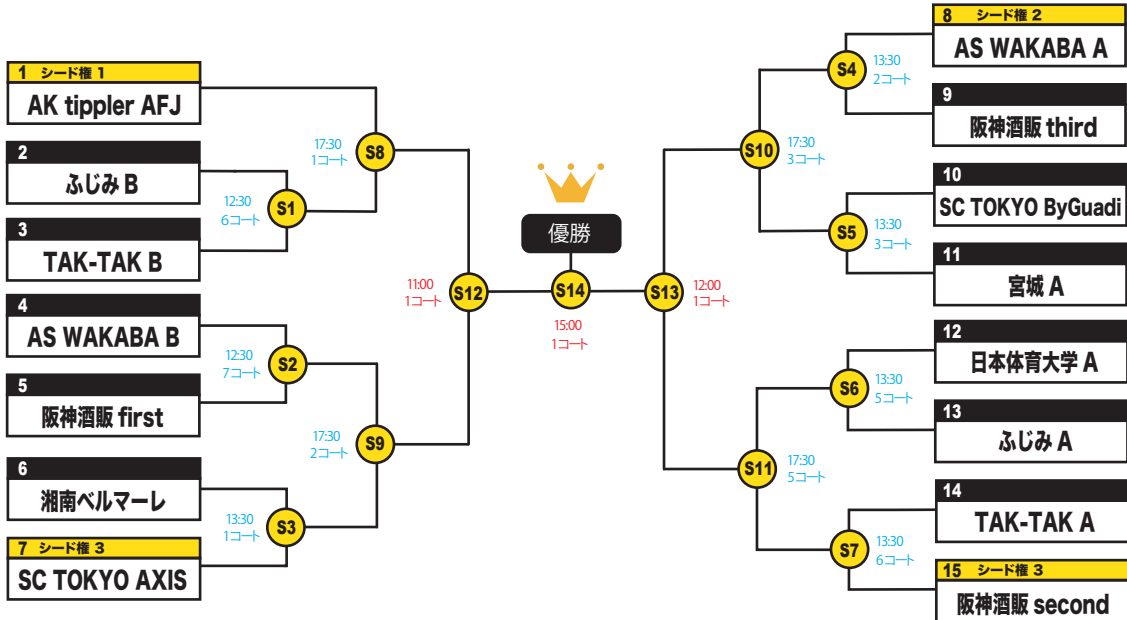 1 シード権 1
AK tippler AFJ
2
ふじみ B
3
TAK-TAK B
4
AS WAKABA B
5
阪神酒販 first
6
湘南ベルマーレ
7 シード権 3
SC TOKYO AXIS
12:30
6コート
S1
12:30
7コート
S2
13:30
1コート
S3
17:30
1コート
S8
17:30
2コート
S9
11:00
1コート
S12
優勝
S14
15:00
1コート
S13
12:00
1コート
S10
17:30
3コート
S11
17:30
5コート
S4
13:30
2コート
S5
13:30
3コート
S6
13:30
5コート
S7
13:30
6コート
8 シード権 2
AS WAKABA A
9
阪神酒販 third
10
SC TOKYO ByGuadi
11
宮城 A
12
日本体育大学 A
13
ふじみ A
14
TAK-TAK A
15 シード権 3
阪神酒販 second